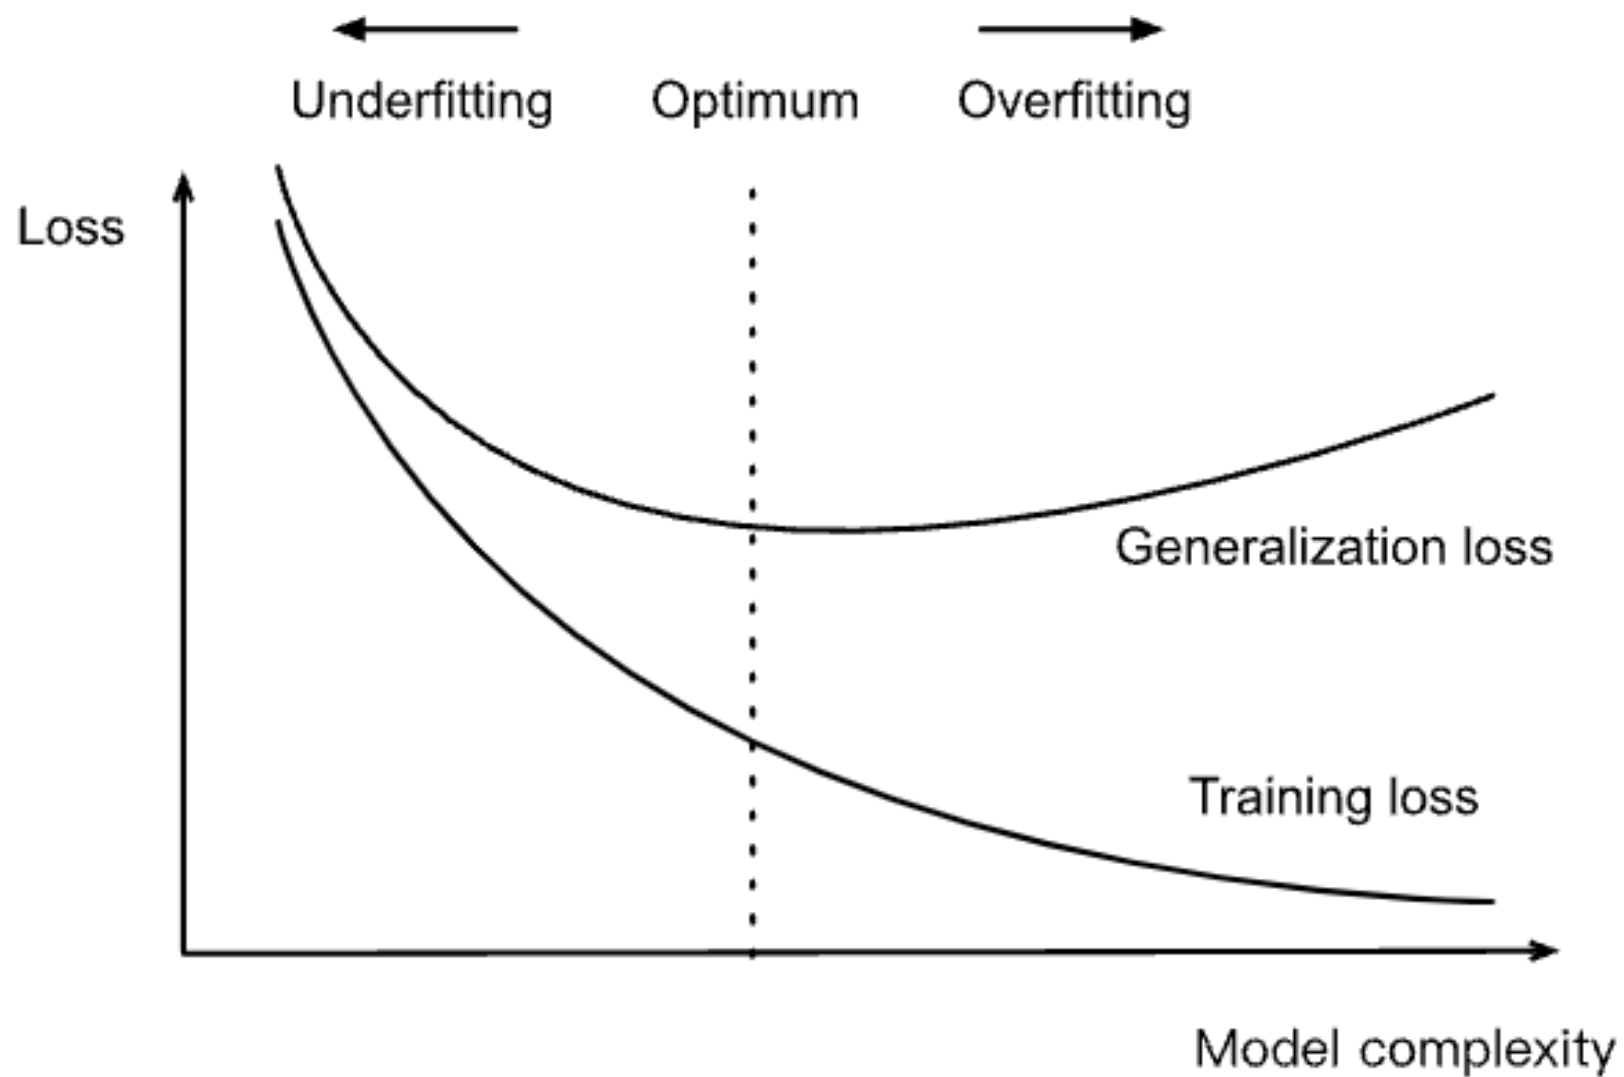 Underfitting Optimum Overfitting
Loss
Generalization loss
Training loss
Model complexity